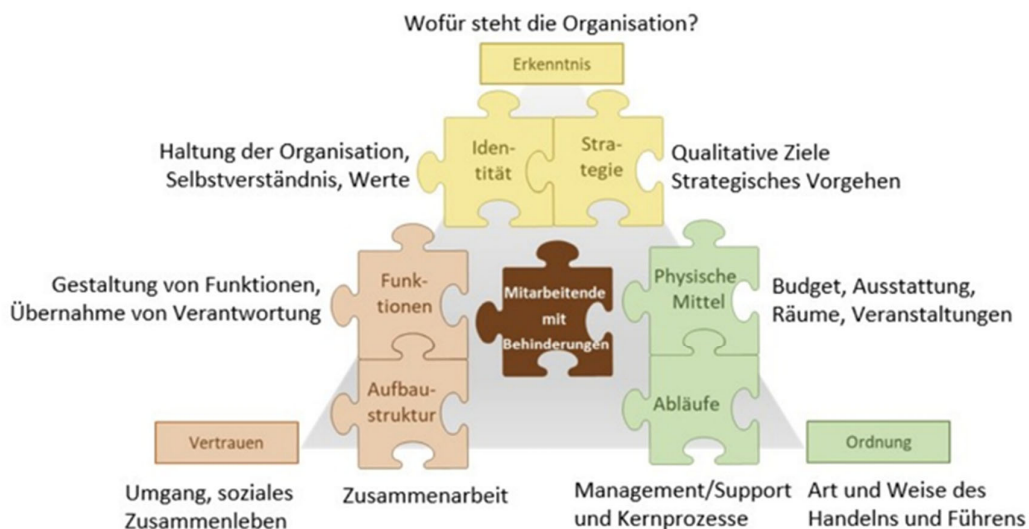 Wofür steht die Organisation?
Erkenntnis
Haltung der Organisation,
Selbstverständnis, Werte
Iden-
tität
Stra-
tegie
Qualitative Ziele
Strategisches Vorgehen
Gestaltung von Funktionen,
Übernahme von Verantwortung
Funk-
tionen
Mitarbeitende
mit
Behinderungen
Physische
Mittel
Budget, Ausstattung,
Räume, Veranstaltungen
Aufbau-
struktur
Abläufe
Vertrauen
Ordnung
Umgang, soziales
Zusammenleben
Zusammenarbeit
Management/Support
und Kernprozesse
Art und Weise des
Handelns und Führens